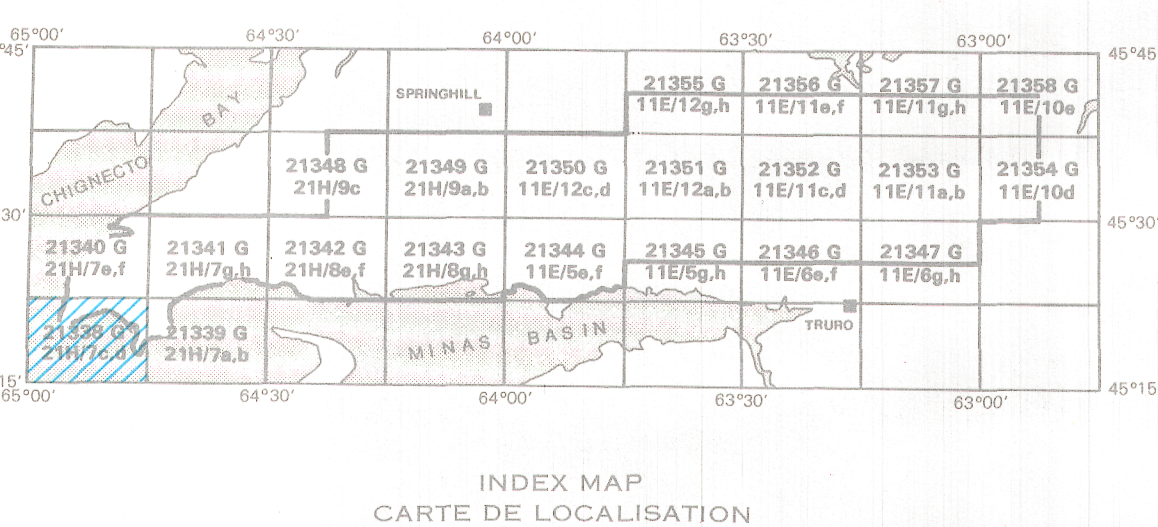 65°00′ 64°30′ 64°00′ 63°30′ 63°00′
45′ 45°45
21355 G 21356 G 21357 G 21358 G
SPRINGHILL 11E/12g,h 11E/11e,f 11E/11g,h 11E/10e
BAY
CHIGNECTO
21348 G 21349 G 21350 G 21351 G 21352 G 21353 G 21354 G
21H/9c 21H/9a,b 11E/12c,d 11E/12a,b 11E/11c,d 11E/11a,b 11E/10d
30′ 45°30′
21340 G 21341 G 21342 G 21343 G 21344 G 21345 G 21346 G 21347 G
21H/7e,f 21H/7g,h 21H/8e,f 21H/8g,h 11E/5e,f 11E/5g,h 11E/6e,f 11E/6g,h
21338 G 21339 G MINAS BASIN TRURO
21H/7c,d 21H/7a,b
15′ 45°15
65°00′ 64°30′ 64°00′ 63°30′ 63°00′
INDEX MAP
CARTE DE LOCALISATION